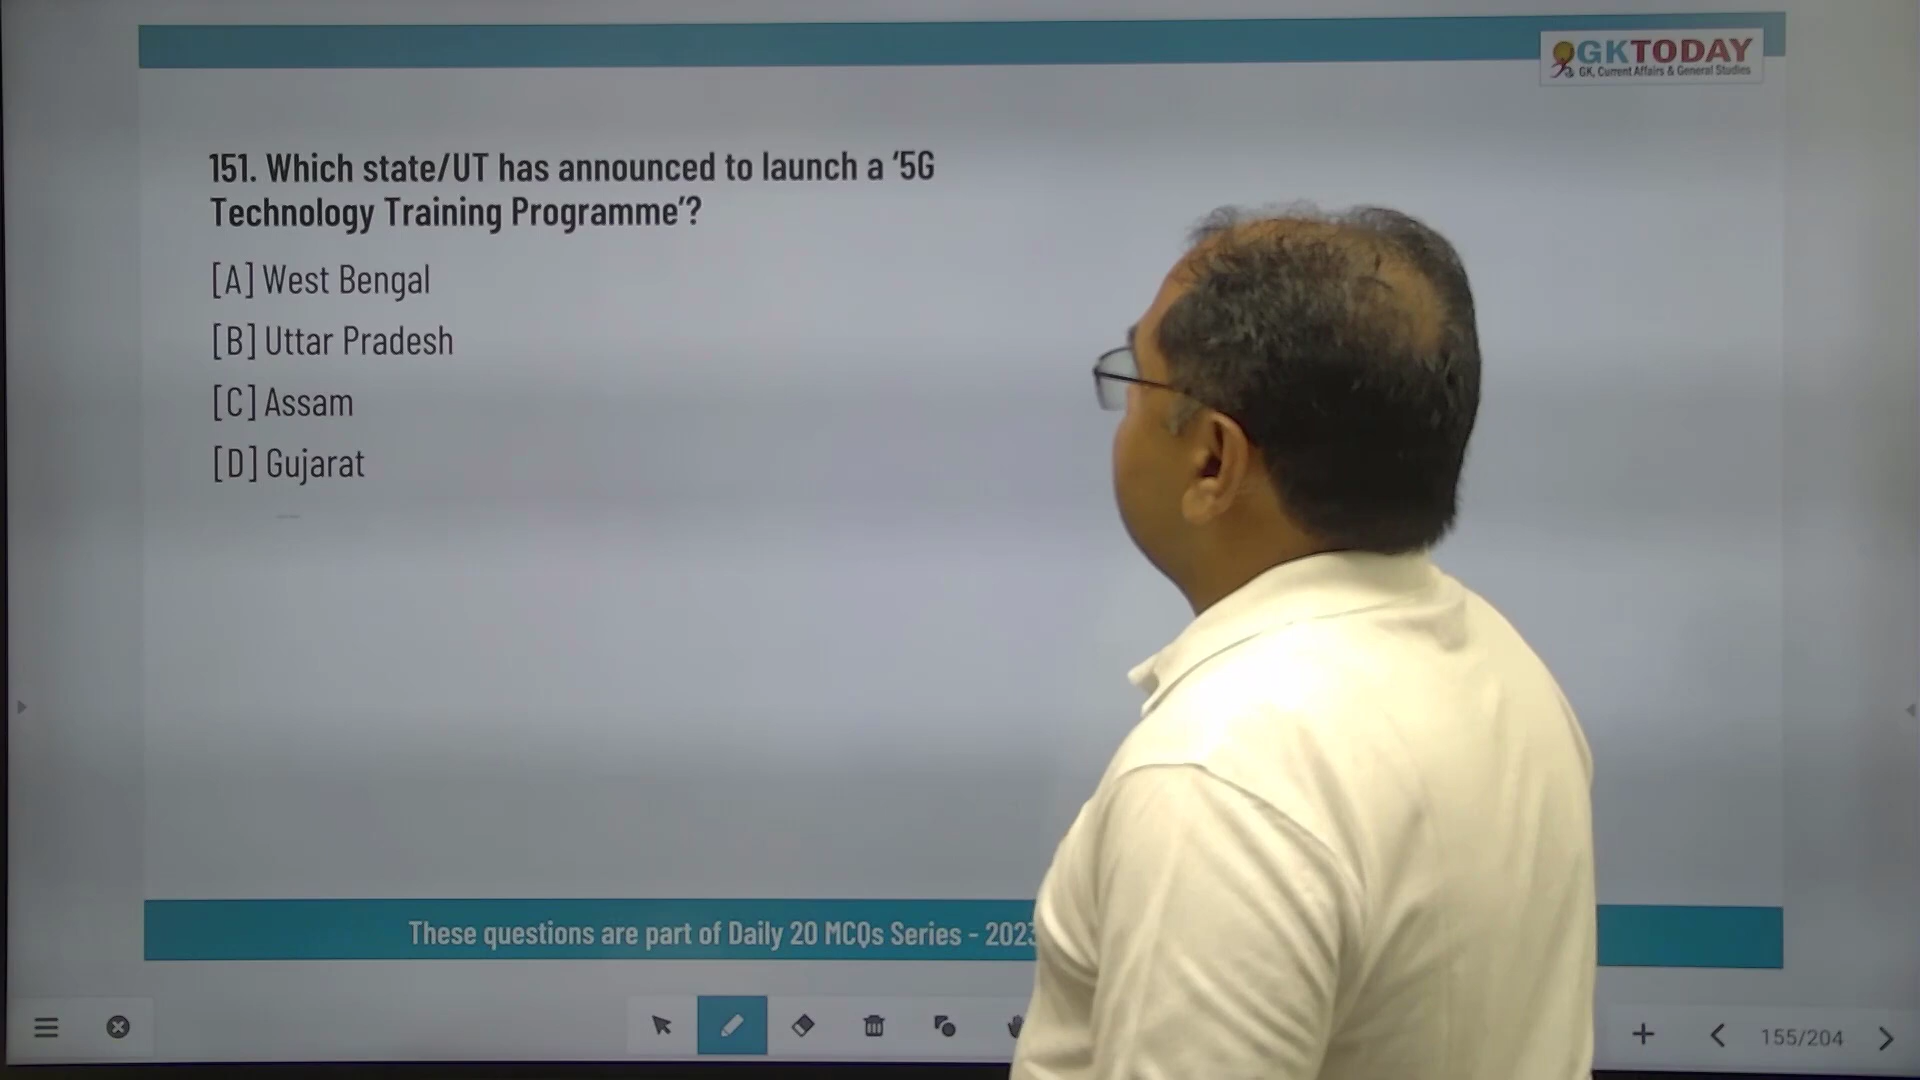 GKTODAY
GK, Current Affairs & General Studies
151. Which state/UT has announced to launch a ‘5G
Technology Training Programme’?
[A] West Bengal
[B] Uttar Pradesh
[C] Assam
[D] Gujarat
These questions are part of Daily 20 MCQs Series - 2023
155/204